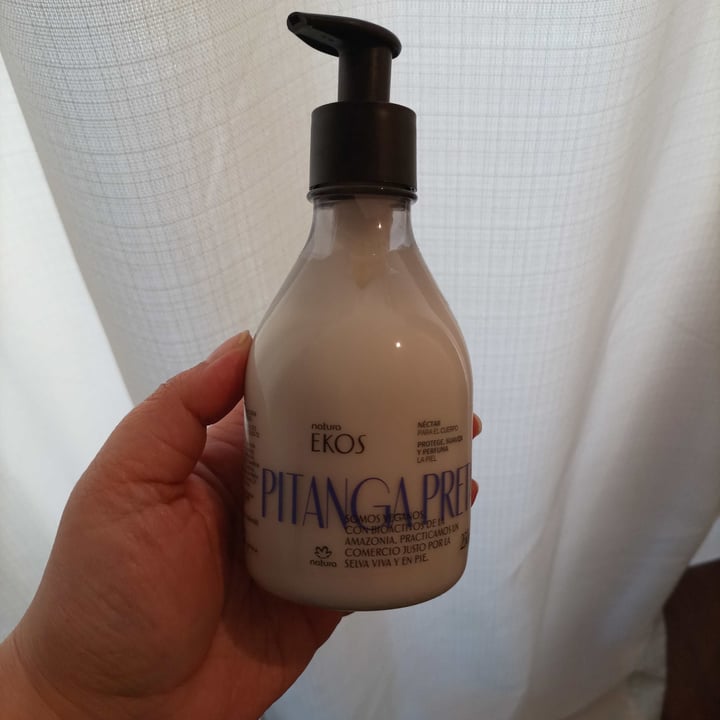 natura
EKOS
NÉCTAR
PARA EL CUERPO
PROTEGE, SUAVIZA
Y PERFUMA
LA PIEL
PITANGA PRET
SOMOS VEGANOS,
CON BIOACTIVOS DE LA
AMAZONIA, PRACTICAMOS UN
COMERCIO JUSTO POR LA
SELVA VIVA Y EN PIE.
natura